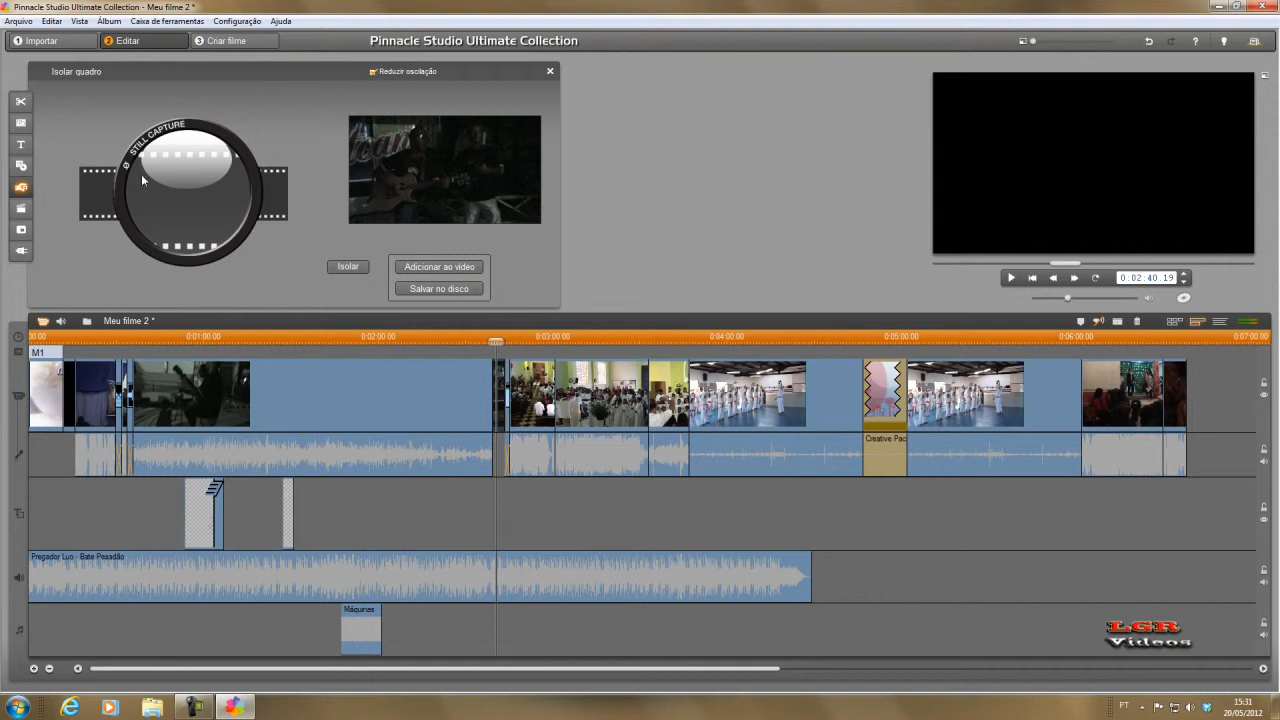 Pinnacle Studio Ultimate Collection - Meu filme 2 *
Arquivo Editar Vista Álbum Caixa de ferramentas Configuração Ajuda
1 Importar 2 Editar 3 Criar filme Pinnacle Studio Ultimate Collection ?
Isolar quadro Reduzir oscilação
STILL CAPTURE
Isolar Adicionar ao vídeo
Salvar no disco
0:02:40.19
Meu filme 2 *
00.00 0:01:00.00 0:02:00.00 0:03:00.00 0:04:00.00 0:05:00.00 0:06:00.00 0:07:00.00
M1
Creative Pac
Pregador Luo - Bate Pesadão
Máquinas
LGR
Videos
PT 15:31
20/05/2012